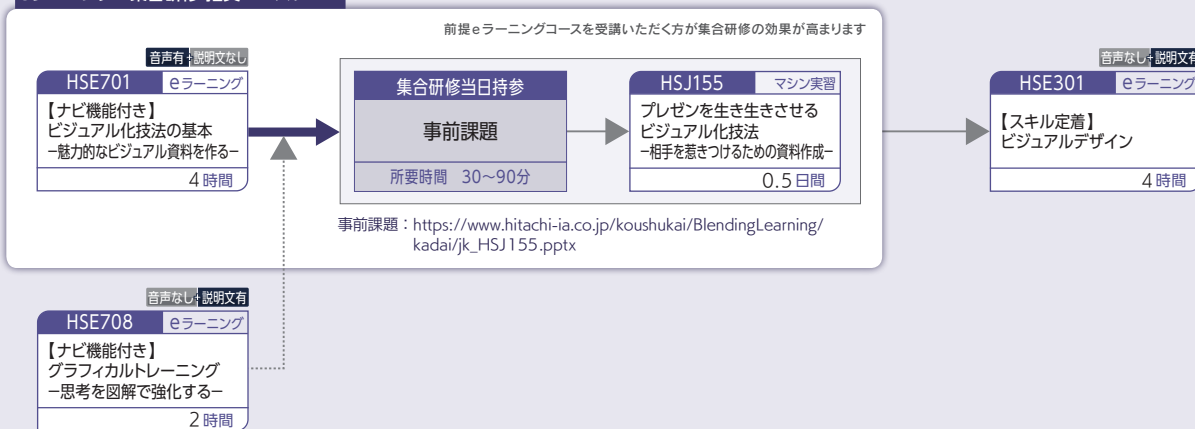 前提eラーニングコースを受講いただく方が集合研修の効果が高まります
音声有+説明文なし
HSE701 eラーニング
【ナビ機能付き】
ビジュアル化技法の基本
−魅力的なビジュアル資料を作る−
4時間
集合研修当日持参
事前課題
所要時間 30〜90分
HSJ155 マシン実習
プレゼンを生き生きさせる
ビジュアル化技法
−相手を惹きつけるための資料作成−
0.5日間
事前課題：https://www.hitachi-ia.co.jp/koushukai/BlendingLearning/
kadai/jk_HSJ155.pptx
音声なし+説明文有
HSE301 eラーニング
【スキル定着】
ビジュアルデザイン
4時間
音声なし+説明文有
HSE708 eラーニング
【ナビ機能付き】
グラフィカルトレーニング
−思考を図解で強化する−
2時間